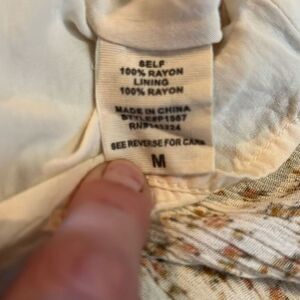 SELF
100% RAYON
LINING
100% RAYON
MADE IN CHINA
SEE REVERSE FOR CARE
M